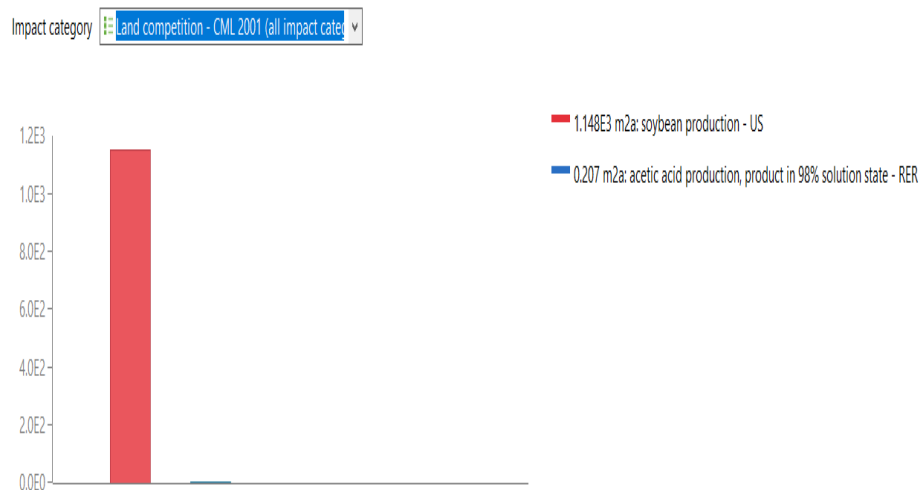 Impact category Land competition - CML 2001 (all impact categ
1.148E3 m2a: soybean production - US
0.207 m2a: acetic acid production, product in 98% solution state - RER
1.2E3
1.0E3
8.0E2
6.0E2
4.0E2
2.0E2
0.0E0